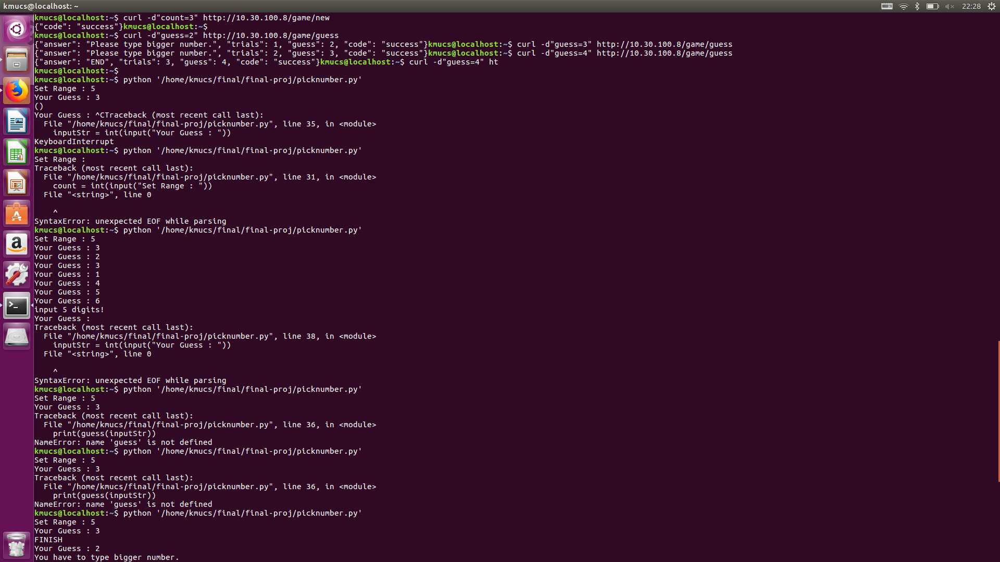 kmucs@localhost: ~
22:28
kmucs@localhost:~$ curl -d"count=3" http://10.30.100.8/game/new
{"code": "success"}kmucs@localhost:~$
kmucs@localhost:~$ curl -d"guess=2" http://10.30.100.8/game/guess
{"answer": "Please type bigger number.", "trials": 1, "guess": 2, "code": "success"}kmucs@localhost:~$ curl -d"guess=3" http://10.30.100.8/game/guess
{"answer": "Please type bigger number.", "trials": 2, "guess": 3, "code": "success"}kmucs@localhost:~$ curl -d"guess=4" http://10.30.100.8/game/guess
{"answer": "END", "trials": 3, "guess": 4, "code": "success"}kmucs@localhost:~$ curl -d"guess=4" ht
kmucs@localhost:~$
kmucs@localhost:~$ python '/home/kmucs/final/final-proj/picknumber.py'
Set Range : 5
Your Guess : 3
()
Your Guess : ^CTraceback (most recent call last):
  File "/home/kmucs/final/final-proj/picknumber.py", line 35, in <module>
    inputStr = int(input("Your Guess : "))
KeyboardInterrupt
kmucs@localhost:~$ python '/home/kmucs/final/final-proj/picknumber.py'
Set Range :
Traceback (most recent call last):
  File "/home/kmucs/final/final-proj/picknumber.py", line 31, in <module>
    count = int(input("Set Range : "))
  File "<string>", line 0
    ^
SyntaxError: unexpected EOF while parsing
kmucs@localhost:~$ python '/home/kmucs/final/final-proj/picknumber.py'
Set Range : 5
Your Guess : 3
Your Guess : 2
Your Guess : 3
Your Guess : 1
Your Guess : 4
Your Guess : 5
Your Guess : 6
input 5 digits!
Your Guess :
Traceback (most recent call last):
  File "/home/kmucs/final/final-proj/picknumber.py", line 38, in <module>
    inputStr = int(input("Your Guess : "))
  File "<string>", line 0
    ^
SyntaxError: unexpected EOF while parsing
kmucs@localhost:~$ python '/home/kmucs/final/final-proj/picknumber.py'
Set Range : 5
Your Guess : 3
Traceback (most recent call last):
  File "/home/kmucs/final/final-proj/picknumber.py", line 36, in <module>
    print(guess(inputStr))
NameError: name 'guess' is not defined
kmucs@localhost:~$ python '/home/kmucs/final/final-proj/picknumber.py'
Set Range : 5
Your Guess : 3
Traceback (most recent call last):
  File "/home/kmucs/final/final-proj/picknumber.py", line 36, in <module>
    print(guess(inputStr))
NameError: name 'guess' is not defined
kmucs@localhost:~$ python '/home/kmucs/final/final-proj/picknumber.py'
Set Range : 5
Your Guess : 3
FINISH
Your Guess : 2
You have to type bigger number.